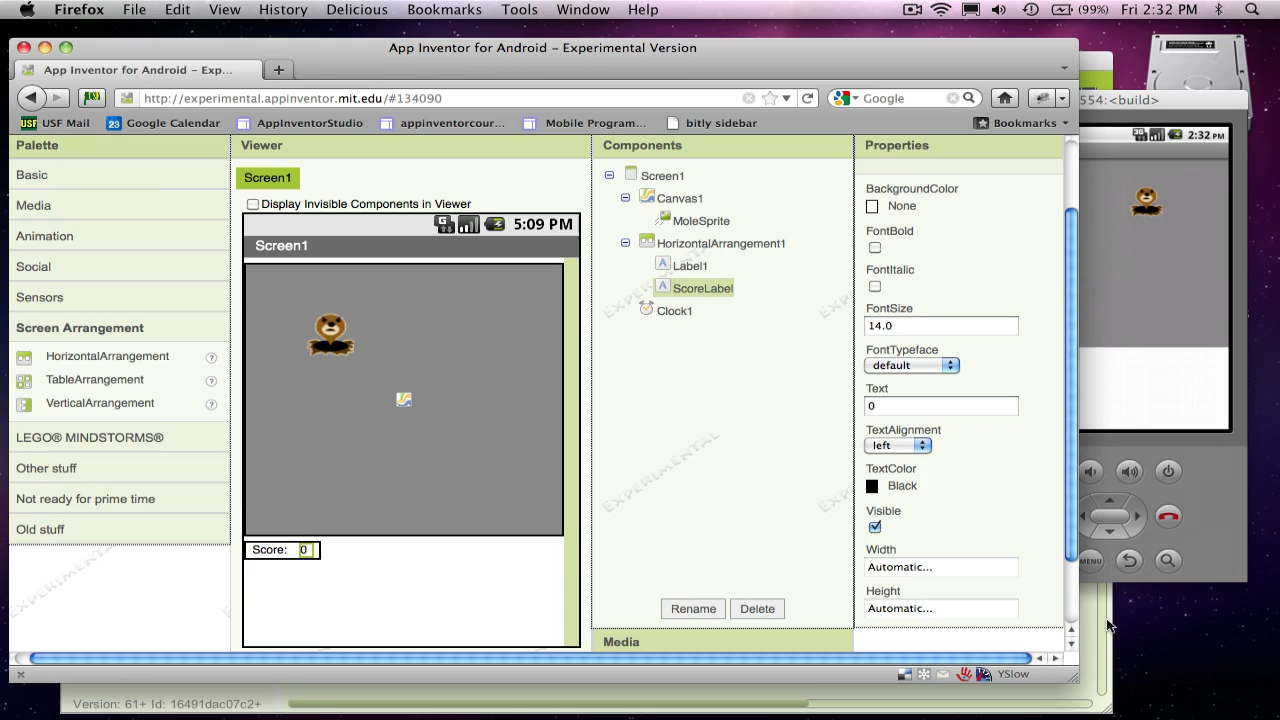 Firefox File Edit View History Delicious Bookmarks Tools Window Help (99%) Fri 2:32 PM
App Inventor for Android – Experimental Version
App Inventor for Android – Exp... +
http://experimental.appinventor.mit.edu/#134090 Google
USF USF Mail 23 Google Calendar AppInventorStudio appinventorcour... Mobile Program... bitly sidebar Bookmarks
554:<build>
2:32 PM
Palette
Basic
Media
Animation
Social
Sensors
Screen Arrangement
HorizontalArrangement ?
TableArrangement ?
VerticalArrangement ?
LEGO® MINDSTORMS®
Other stuff
Not ready for prime time
Old stuff
EXPERIMENTAL
Viewer
Screen1
Display Invisible Components in Viewer
5:09 PM
Screen1
Score: 0
Components
Screen1
Canvas1
MoleSprite
HorizontalArrangement1
A Label1
A ScoreLabel
Clock1
EXPERIMENTAL
Rename Delete
Media
Properties
BackgroundColor
None
FontBold
FontItalic
FontSize
14.0
FontTypeface
default
Text
0
TextAlignment
left
TextColor
Black
Visible
Width
Automatic...
Height
Automatic...
MENU
YSlow
Version: 61+ Id: 16491dac07c2+